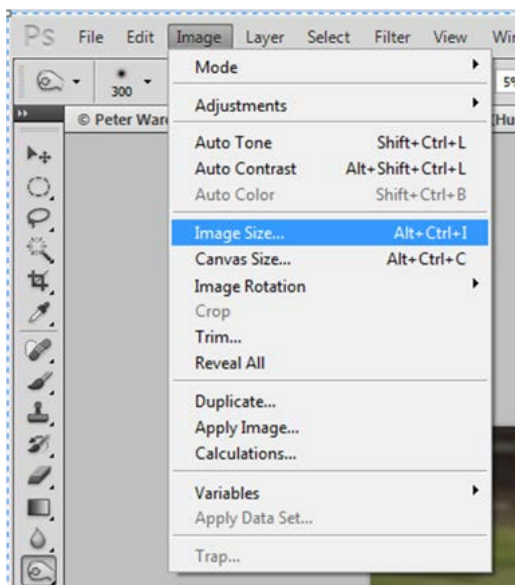 Ps File Edit Image Layer Select Filter View
300
© Peter
Mode
Adjustments
Auto Tone Shift+Ctrl+L
Auto Contrast Alt+Shift+Ctrl+L
Auto Color Shift+Ctrl+B
Image Size... Alt+Ctrl+I
Canvas Size... Alt+Ctrl+C
Image Rotation
Crop
Trim...
Reveal All
Duplicate...
Apply Image...
Calculations...
Variables
Apply Data Set...
Trap...